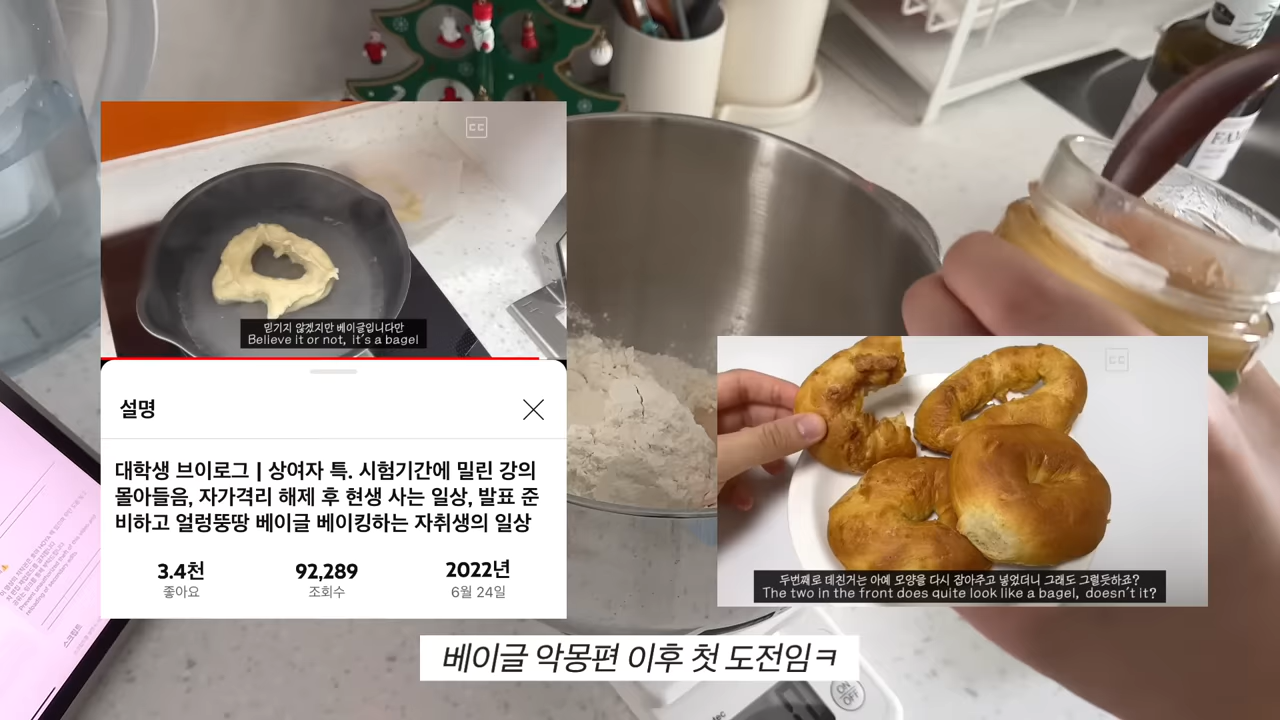 CC
믿기지 않겠지만 베이글입니다만
Believe it or not, it's a bagel
설명
대학생 브이로그 | 상여자 특. 시험기간에 밀린 강의
몰아들음, 자가격리 해제 후 현생 사는 일상, 발표 준
비하고 얼렁뚱땅 베이글 베이킹하는 자취생의 일상
3.4천
92,289
2022년
좋아요
조회수
6월 24일
CC
두번째로 데친거는 아예 모양을 다시 잡아주고 넣었더니 그래도 그럴듯하죠?
The two in the front does quite look like a bagel, doesn't it?
베이글 악몽편 이후 첫 도전임ㅋ
ON
OFF